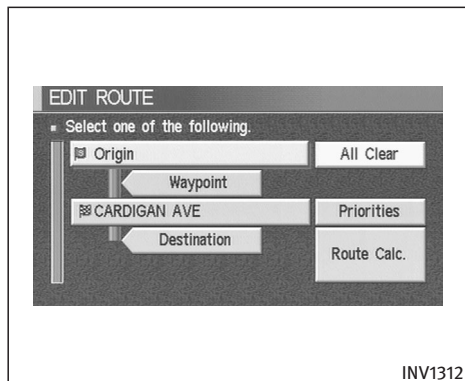 EDIT ROUTE
Select one of the following.
Origin
All Clear
Waypoint
CARDIGAN AVE
Priorities
Destination
Route Calc.
INV1312